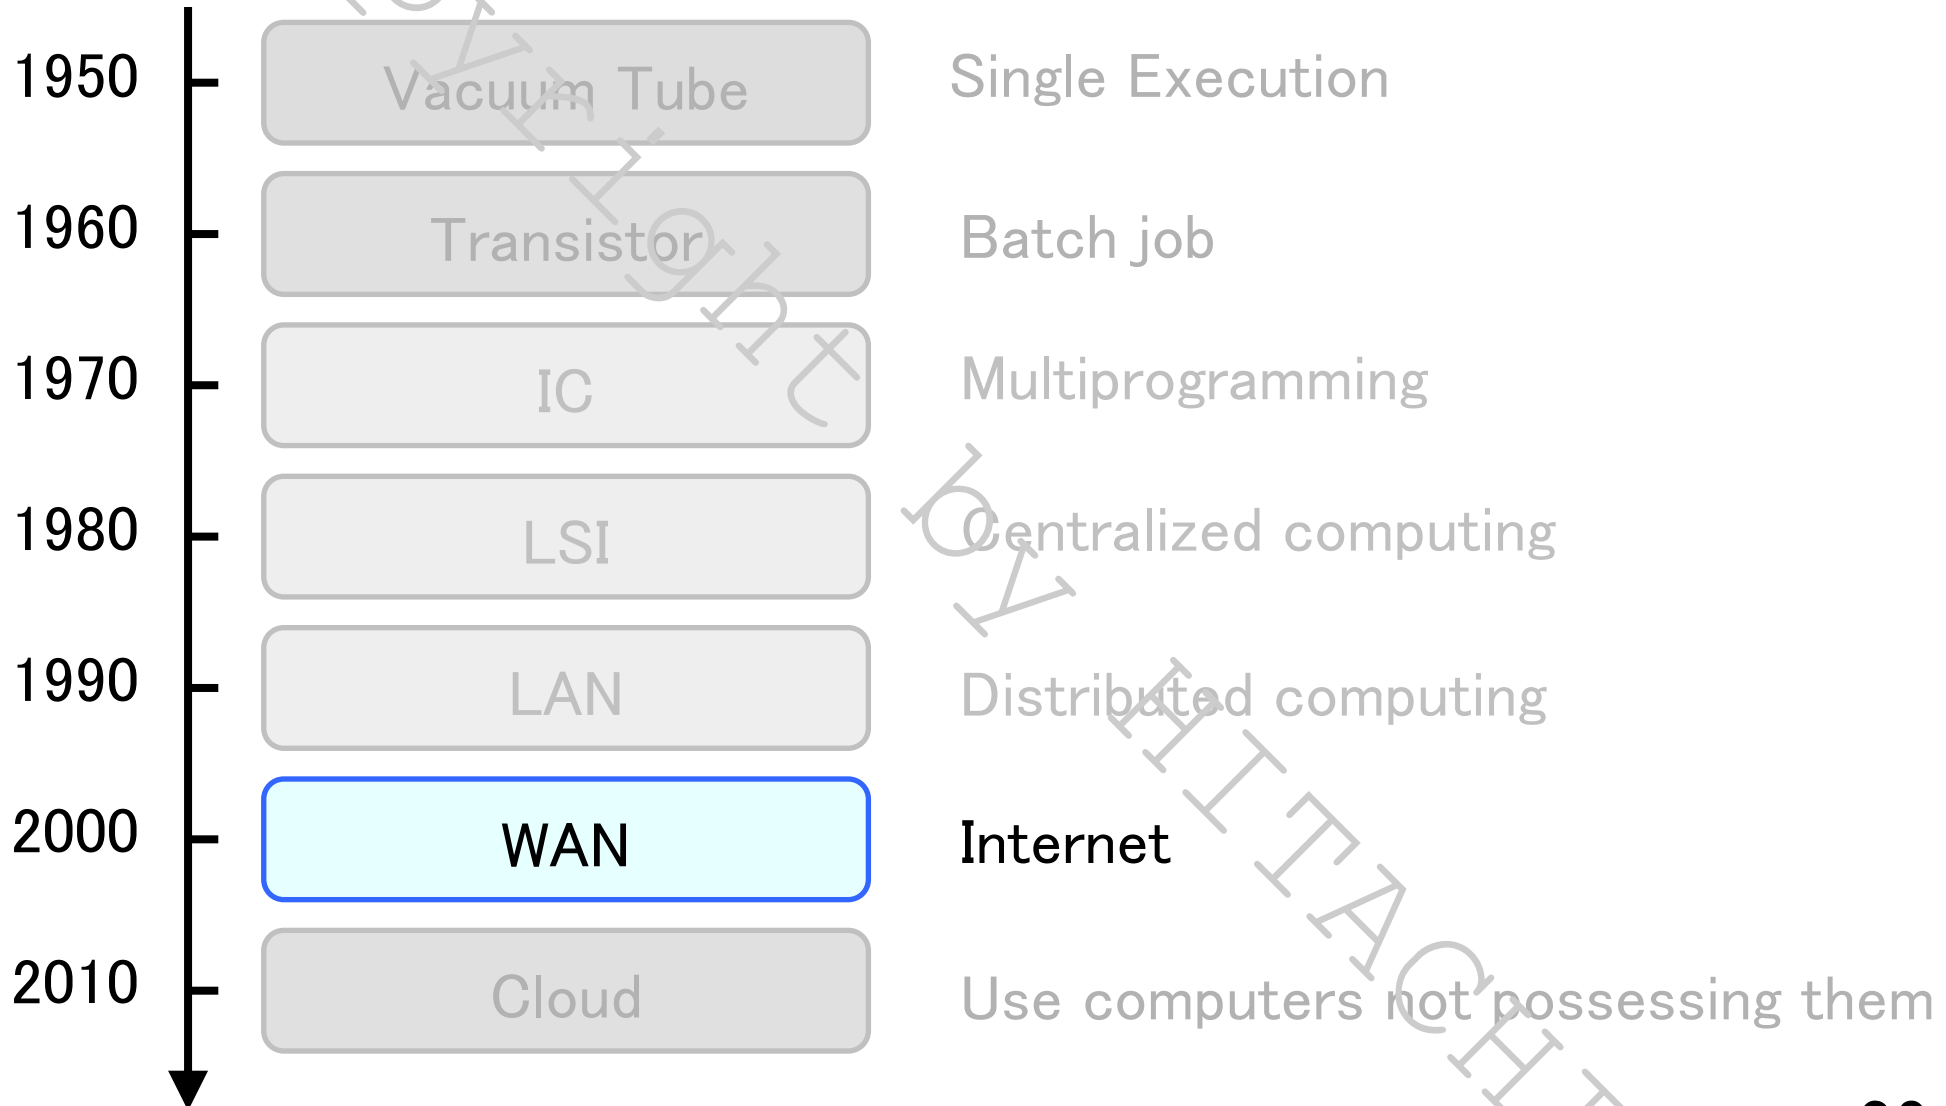 1950 Vacuum Tube Single Execution
1960 Transistor Batch job
1970 IC Multiprogramming
1980 LSI Centralized computing
1990 LAN Distributed computing
2000 WAN Internet
2010 Cloud Use computers not possessing them
by HITACHI